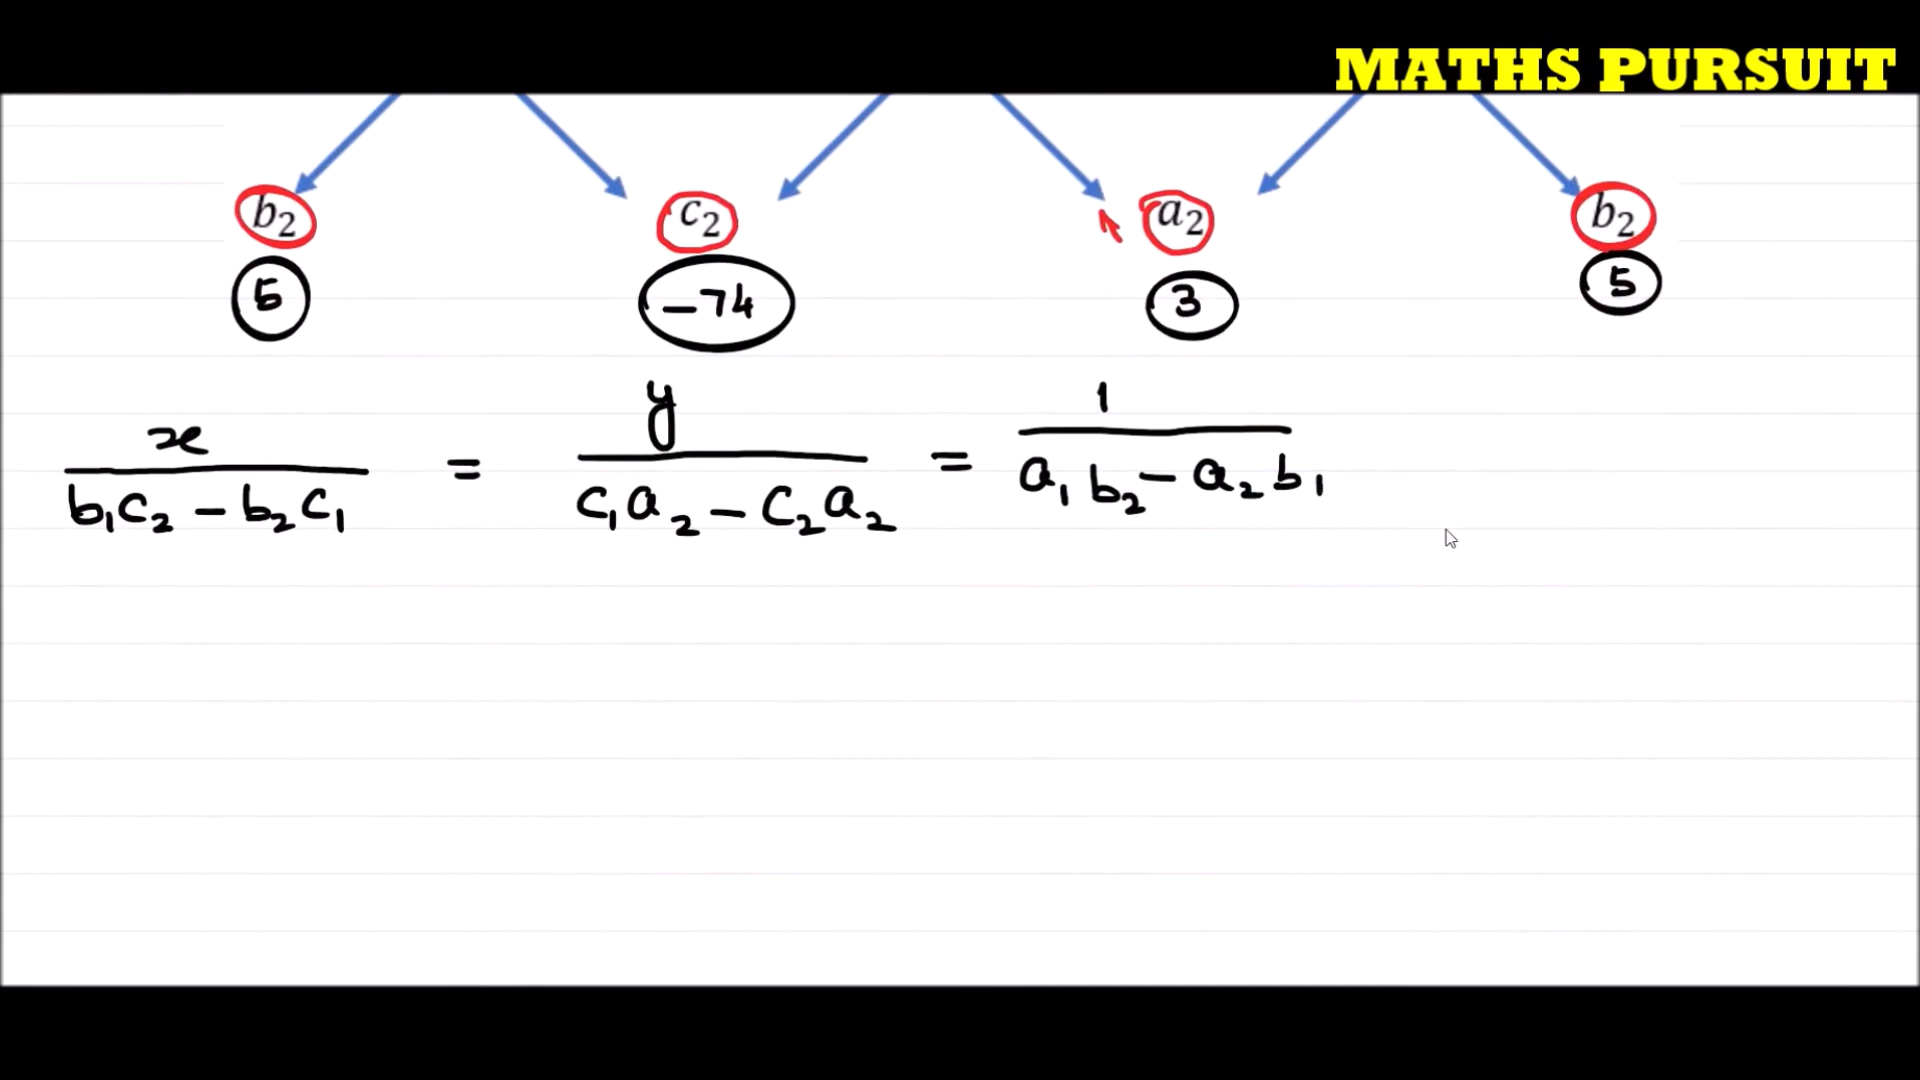 MATHS PURSUIT
b₂ c₂ a₂ b₂
5 -74 3 5
x/(b₁c₂ - b₂c₁) = y/(c₁a₂ - c₂a₂) = 1/(a₁b₂ - a₂b₁)